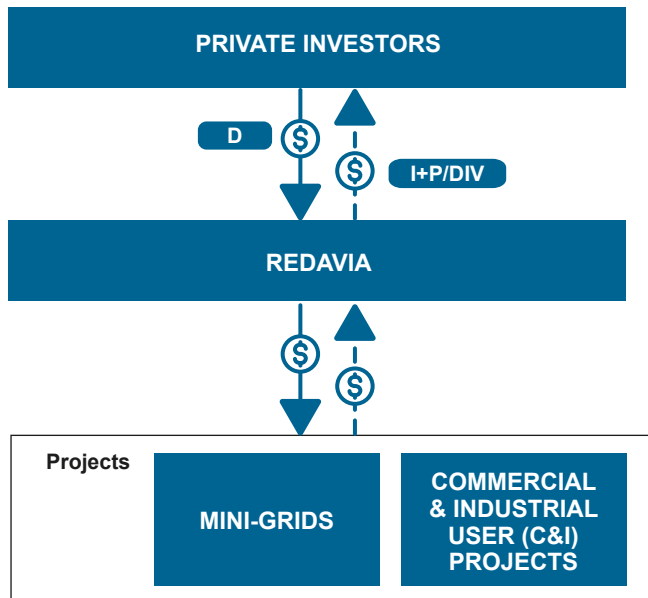 PRIVATE INVESTORS
D
$
$
I+P/DIV
REDAVIA
$
$
Projects
MINI-GRIDS
COMMERCIAL
& INDUSTRIAL
USER (C&I)
PROJECTS